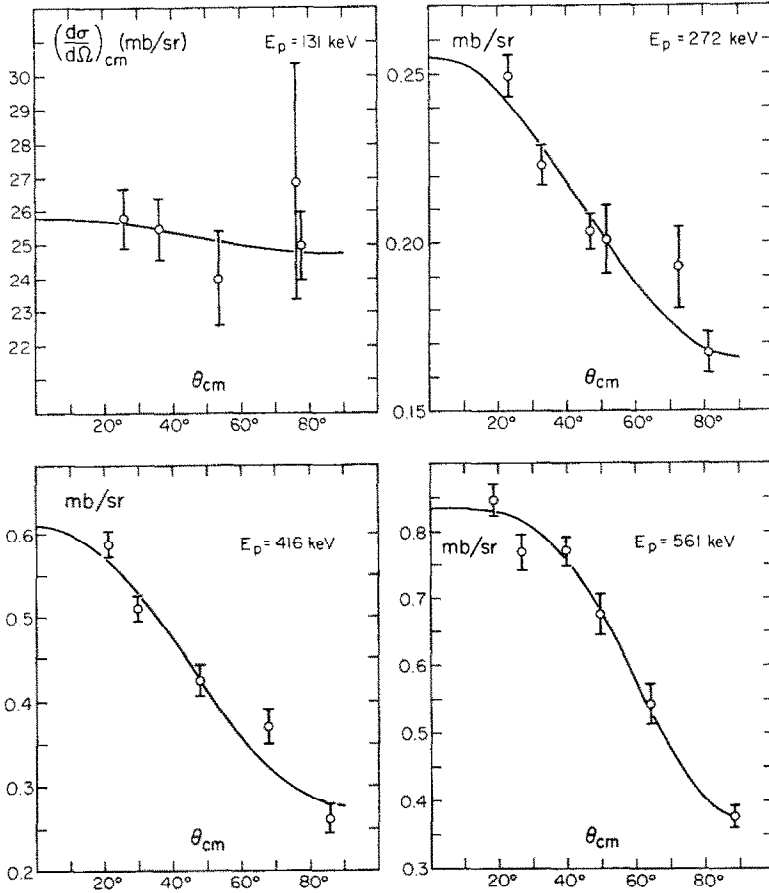 (dσ/dΩ)cm (mb/sr)
E_p = 131 keV
30
29
28
27
26
25
24
23
22
θcm
20° 40° 60° 80°
mb/sr
E_p = 272 keV
0.25
0.20
0.15
θcm
20° 40° 60° 80°
mb/sr
E_p = 416 keV
0.6
0.5
0.4
0.3
0.2
θcm
20° 40° 60° 80°
mb/sr
E_p = 561 keV
0.8
0.7
0.6
0.5
0.4
0.3
θcm
20° 40° 60° 80°